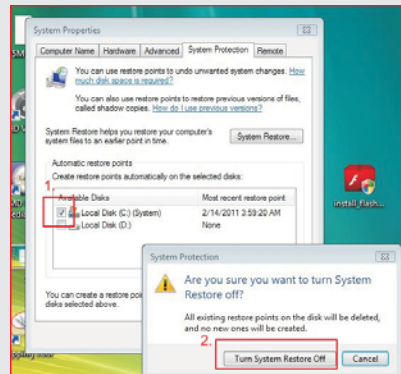 System Properties
Computer Name Hardware Advanced System Protection Remote
You can use restore points to undo unwanted system changes. How
much disk space is required?
You can also use restore points to restore previous versions of files,
called shadow copies. How do I use previous versions?
System Restore helps you restore your computer's
system files to an earlier point in time.
System Restore...
Automatic restore points
Create restore points automatically on the selected disks:
1.
Available Disks Most recent restore point
Local Disk (C:) (System) 2/14/2011 3:59:20 AM
Local Disk (D:) None
You can create a restore poi
disks selected above.
install_flash...
System Protection
Are you sure you want to turn System
Restore off?
All existing restore points on the disk will be deleted,
and no new ones will be created.
2.
Turn System Restore Off Cancel